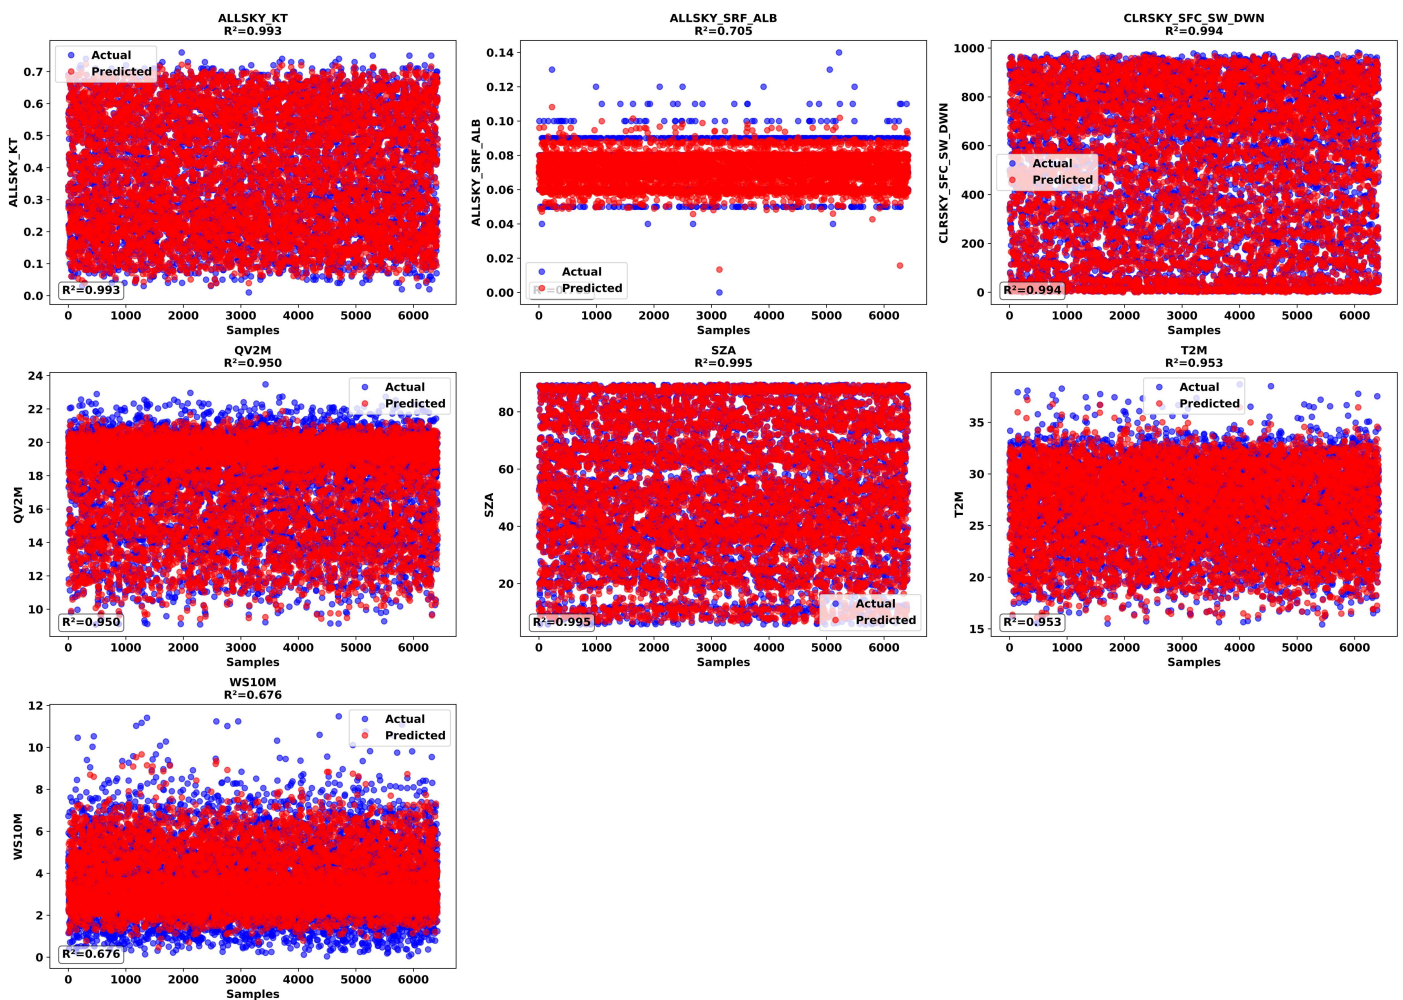 ALLSKY_KT
R²=0.993
ALLSKY_KT
0.7
0.6
0.5
0.4
0.3
0.2
0.1
0.0
Actual
Predicted
R²=0.993
0 1000 2000 3000 4000 5000 6000
Samples
ALLSKY_SRF_ALB
R²=0.705
ALLSKY_SRF_ALB
0.14
0.12
0.10
0.08
0.06
0.04
0.02
0.00
Actual
Predicted
0 1000 2000 3000 4000 5000 6000
Samples
CLRSKY_SFC_SW_DWN
R²=0.994
CLRSKY_SFC_SW_DWN
1000
800
600
400
200
0
Actual
Predicted
R²=0.994
0 1000 2000 3000 4000 5000 6000
Samples
QV2M
R²=0.950
QV2M
24
22
20
18
16
14
12
10
Actual
Predicted
R²=0.950
0 1000 2000 3000 4000 5000 6000
Samples
SZA
R²=0.995
SZA
80
60
40
20
Actual
Predicted
R²=0.995
0 1000 2000 3000 4000 5000 6000
Samples
T2M
R²=0.953
T2M
35
30
25
20
15
Actual
Predicted
R²=0.953
0 1000 2000 3000 4000 5000 6000
Samples
WS10M
R²=0.676
WS10M
12
10
8
6
4
2
0
Actual
Predicted
R²=0.676
0 1000 2000 3000 4000 5000 6000
Samples